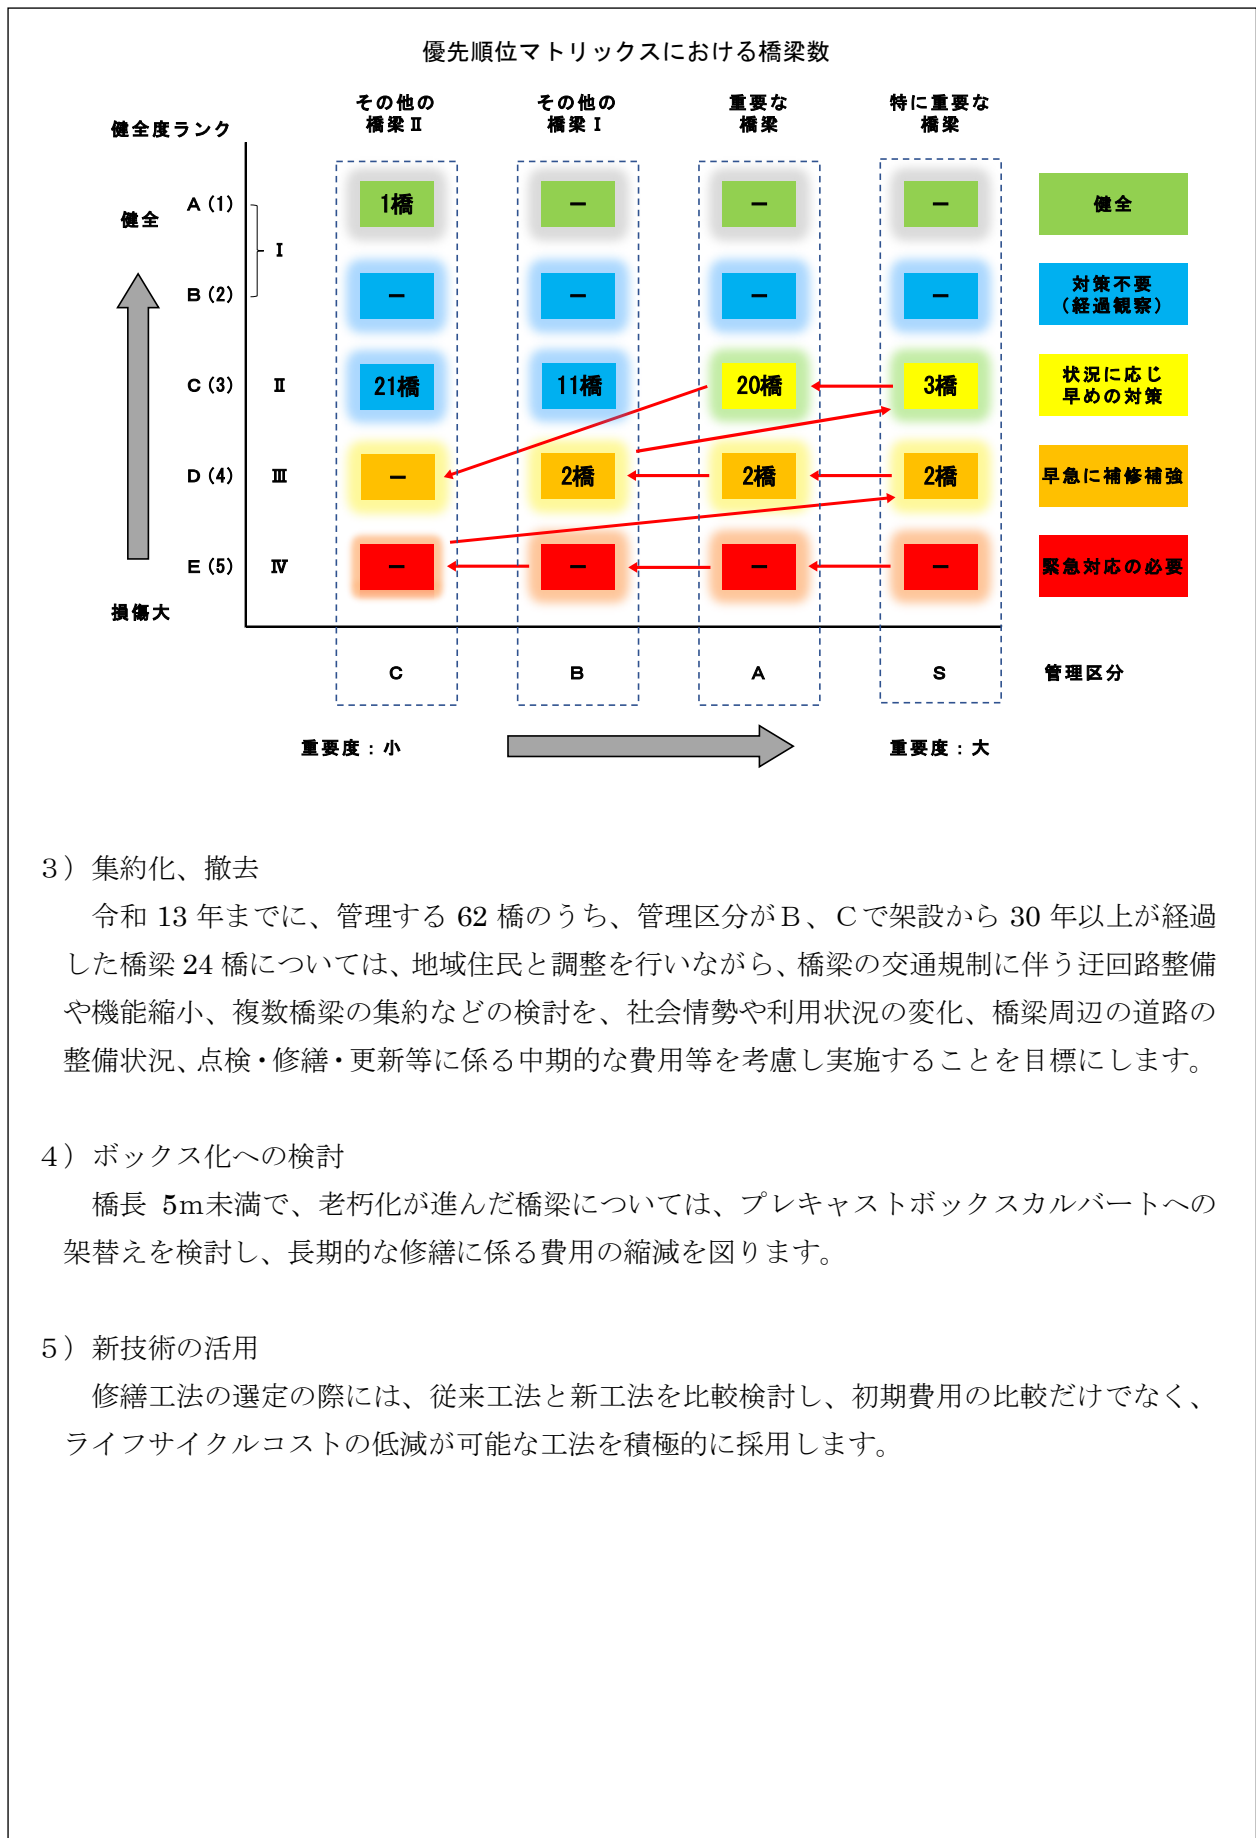 優先順位マトリックスにおける橋梁数
健全度ランク
その他の
橋梁Ⅱ
その他の
橋梁Ⅰ
重要な
橋梁
特に重要な
橋梁
健全
A(1)
1橋
－
－
－
健全
Ⅰ
B(2)
－
－
－
－
対策不要
（経過観察）
C(3)
Ⅱ
21橋
11橋
20橋
3橋
状況に応じ
早めの対策
D(4)
Ⅲ
－
2橋
2橋
2橋
早急に補修補強
E(5)
Ⅳ
－
－
－
－
緊急対応の必要
損傷大
C
B
A
S
管理区分
重要度：小
重要度：大
３）集約化、撤去
令和 13 年までに、管理する 62 橋のうち、管理区分がＢ、Ｃで架設から 30 年以上が経過
した橋梁 24 橋については、地域住民と調整を行いながら、橋梁の交通規制に伴う迂回路整備
や機能縮小、複数橋梁の集約などの検討を、社会情勢や利用状況の変化、橋梁周辺の道路の
整備状況、点検・修繕・更新等に係る中期的な費用等を考慮し実施することを目標にします。
４）ボックス化への検討
橋長 5ｍ未満で、老朽化が進んだ橋梁については、プレキャストボックスカルバートへの
架替えを検討し、長期的な修繕に係る費用の縮減を図ります。
５）新技術の活用
修繕工法の選定の際には、従来工法と新工法を比較検討し、初期費用の比較だけでなく、
ライフサイクルコストの低減が可能な工法を積極的に採用します。